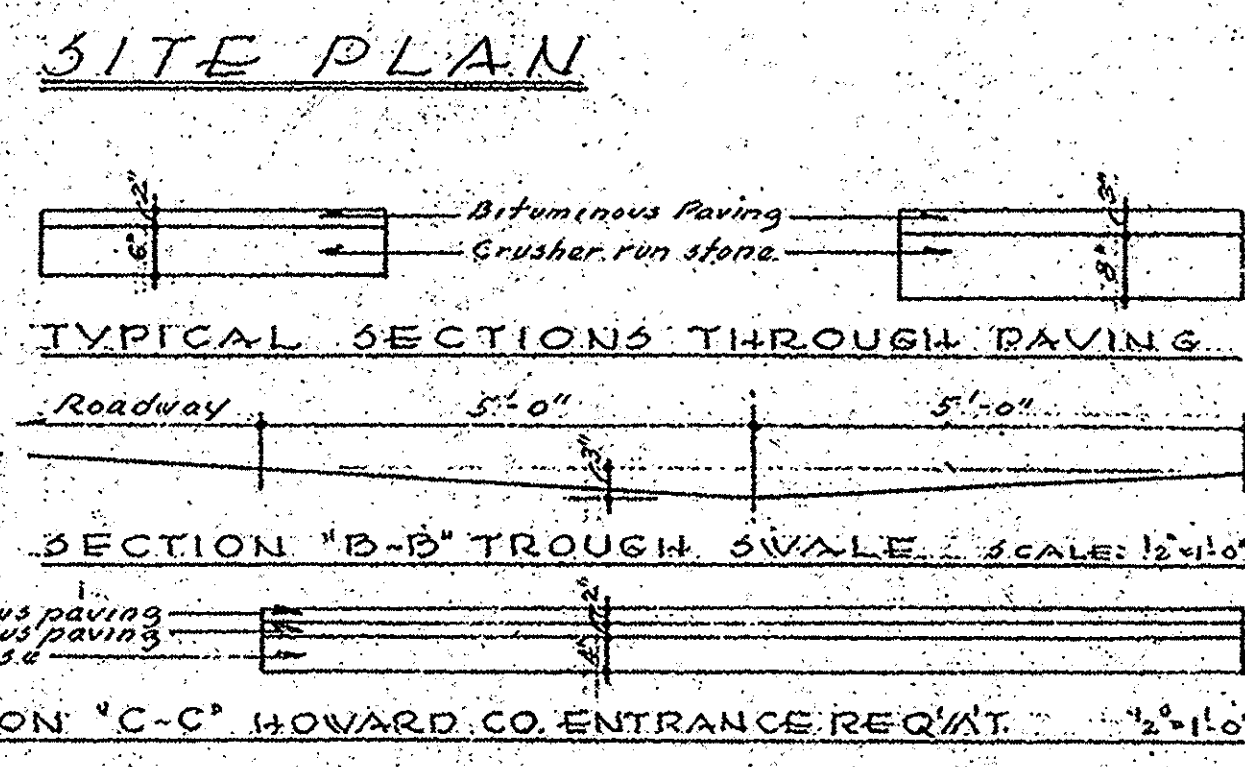 SITE PLAN
2" 3"
Bitumenous Paving
6" 8"
Crusher run stone
TYPICAL SECTIONS THROUGH PAVING
Roadway 5'-0" 5'-0"
3"
SECTION "B-B" TROUGH SWALE SCALE: 1/2"=1'-0"
us paving 2"
us paving
4"
ON "C-C" HOWARD CO. ENTRANCE REQ'M'T. 1/2"=1'-0"